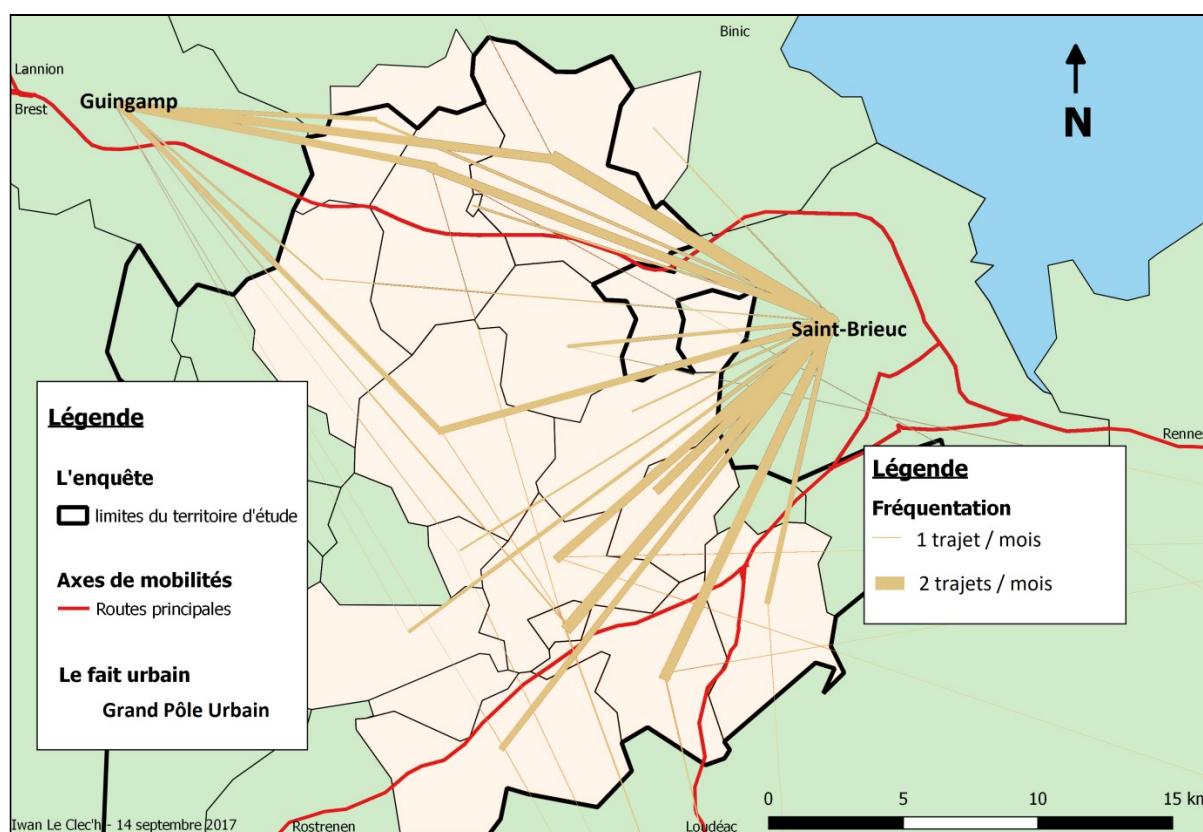 Binic
Lannion
Brest
Guingamp
N
Saint-Brieuc
Rennes
Légende
L'enquête
limites du territoire d'étude
Axes de mobilités
Routes principales
Le fait urbain
Grand Pôle Urbain
Légende
Fréquentation
1 trajet / mois
2 trajets / mois
0 5 10 15 km
Iwan Le Clec'h - 14 septembre 2017
Rostrenen
Loudéac